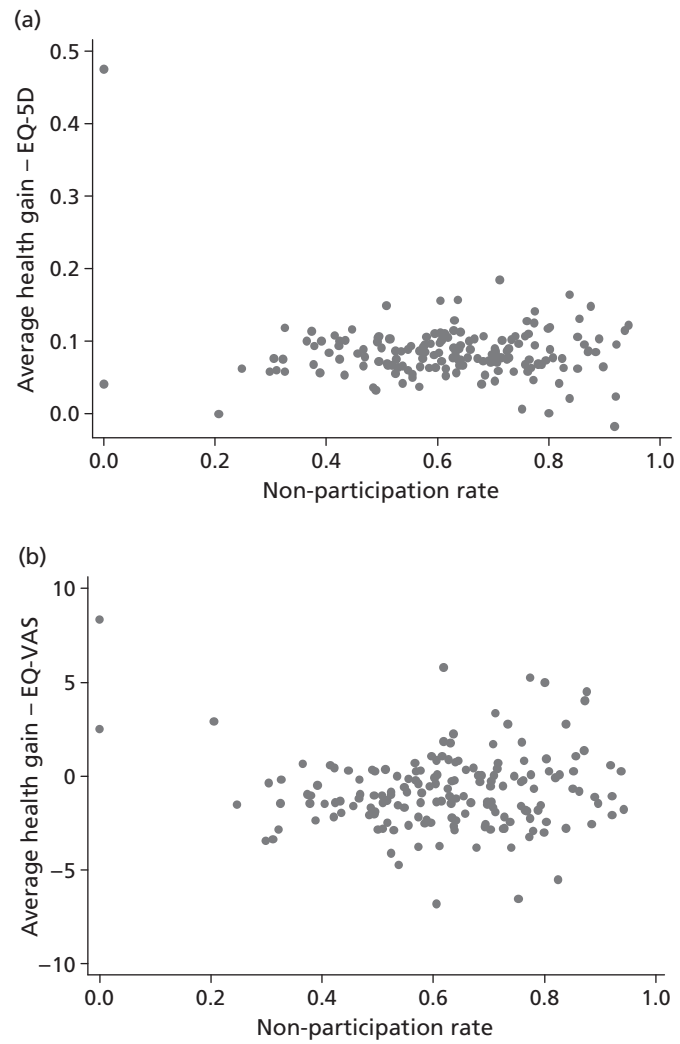 (a)
0.5
0.4
0.3
0.2
0.1
0.0
Average health gain – EQ-5D
0.0 0.2 0.4 0.6 0.8 1.0
Non-participation rate
(b)
10
5
0
−5
−10
Average health gain – EQ-VAS
0.0 0.2 0.4 0.6 0.8 1.0
Non-participation rate